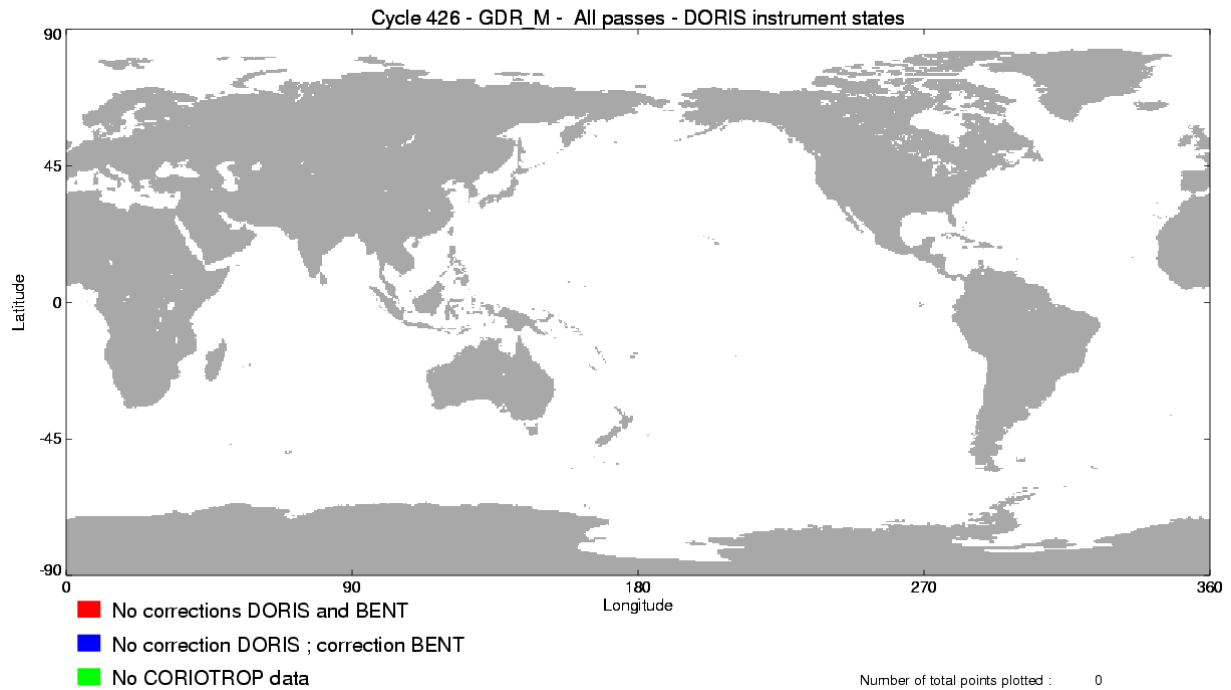 Cycle 426 - GDR_M - All passes - DORIS instrument states
90
45
0
-45
-90
Latitude
0 90 180 270 360
Longitude
No corrections DORIS and BENT
No correction DORIS ; correction BENT
No CORIOTROP data
Number of total points plotted : 0